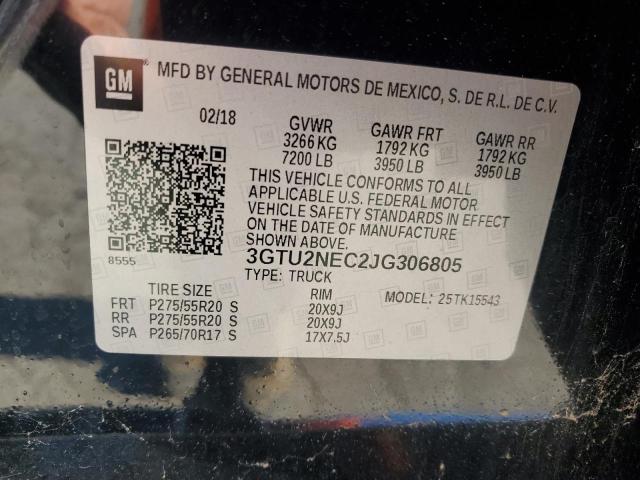 GM
MFD BY GENERAL MOTORS DE MEXICO, S. DE R.L. DE C.V.
02/18 GVWR GAWR FRT GAWR RR
3266 KG 1792 KG 1792 KG
7200 LB 3950 LB 3950 LB
THIS VEHICLE CONFORMS TO ALL
APPLICABLE U.S. FEDERAL MOTOR
VEHICLE SAFETY STANDARDS IN EFFECT
ON THE DATE OF MANUFACTURE
SHOWN ABOVE.
8555 3GTU2NEC2JG306805
TYPE: TRUCK
TIRE SIZE RIM MODEL: 25TK15543
FRT P275/55R20 S 20X9J
RR P275/55R20 S 20X9J
SPA P265/70R17 S 17X7.5J